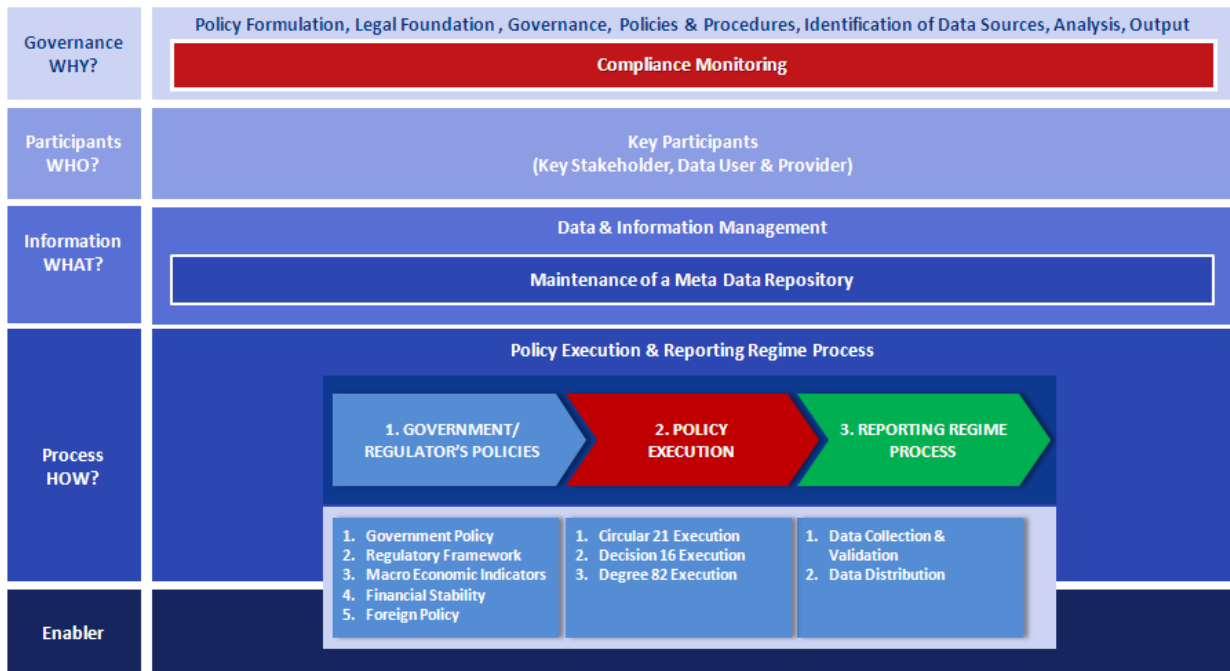 Governance
WHY?
Policy Formulation, Legal Foundation , Governance, Policies & Procedures, Identification of Data Sources, Analysis, Output
Compliance Monitoring
Participants
WHO?
Key Participants
(Key Stakeholder, Data User & Provider)
Information
WHAT?
Data & Information Management
Maintenance of a Meta Data Repository
Process
HOW?
Policy Execution & Reporting Regime Process
1. GOVERNMENT/
REGULATOR'S POLICIES
2. POLICY
EXECUTION
3. REPORTING REGIME
PROCESS
1. Government Policy
2. Regulatory Framework
3. Macro Economic Indicators
4. Financial Stability
5. Foreign Policy
1. Circular 21 Execution
2. Decision 16 Execution
3. Degree 82 Execution
1. Data Collection &
Validation
2. Data Distribution
Enabler